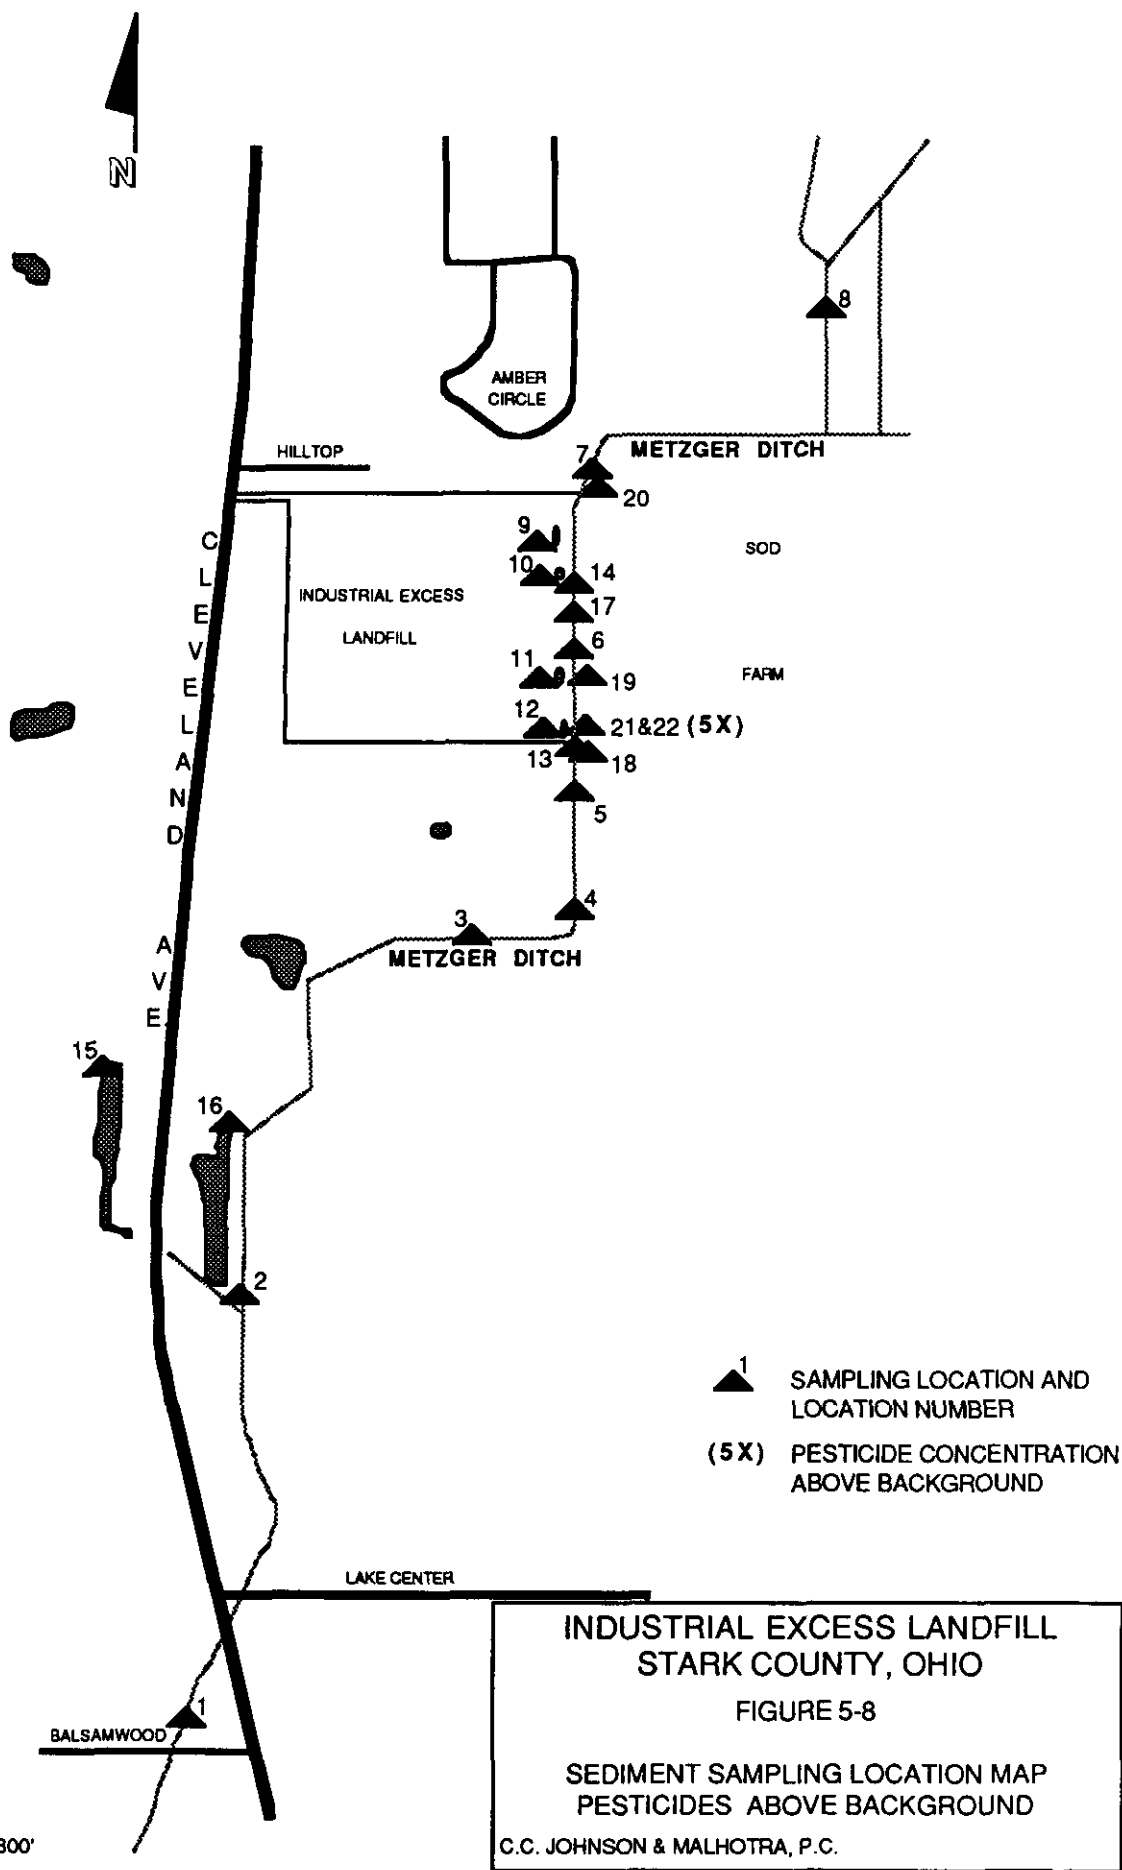 N
8
AMBER
CIRCLE
HILLTOP
7
METZGER DITCH
20
9
SOD
10
14
INDUSTRIAL EXCESS
17
LANDFILL
6
11
FARM
19
12
21&22 (5X)
13
18
5
CLEVELAND AVE.
4
3
METZGER DITCH
15
16
2
1
SAMPLING LOCATION AND
LOCATION NUMBER
(5X) PESTICIDE CONCENTRATION
ABOVE BACKGROUND
LAKE CENTER
1
BALSAMWOOD
INDUSTRIAL EXCESS LANDFILL
STARK COUNTY, OHIO
FIGURE 5-8
SEDIMENT SAMPLING LOCATION MAP
PESTICIDES ABOVE BACKGROUND
C.C. JOHNSON & MALHOTRA, P.C.